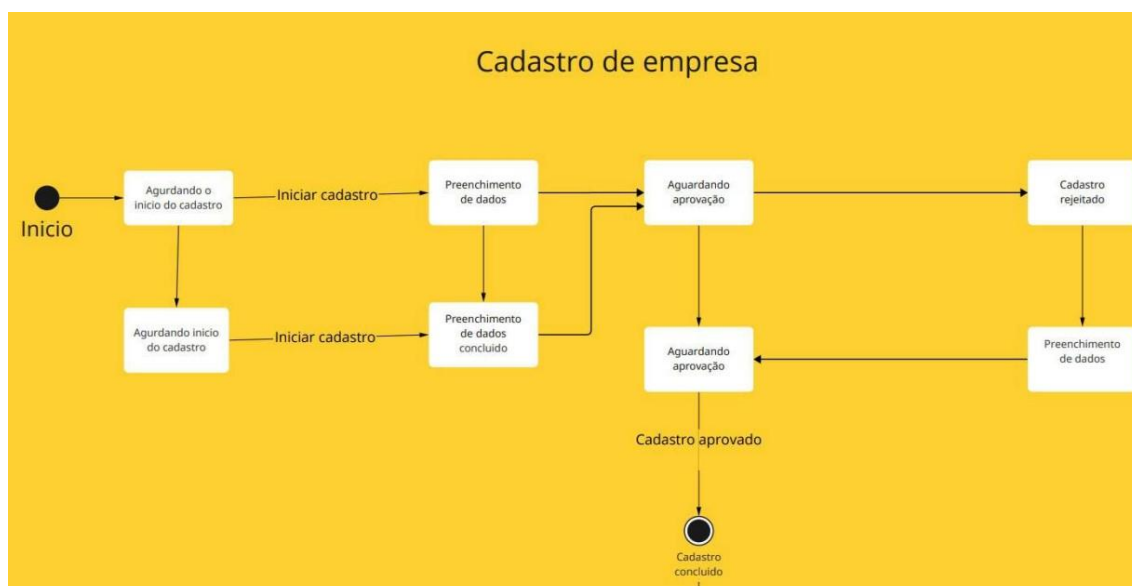 Cadastro de empresa
Inicio
Agurdando o
inicio do cadastro
Iniciar cadastro
Preenchimento
de dados
Aguardando
aprovação
Cadastro
rejeitado
Agurdando inicio
do cadastro
Iniciar cadastro
Preenchimento
de dados
concluido
Aguardando
aprovação
Preenchimento
de dados
Cadastro aprovado
Cadastro
concluido